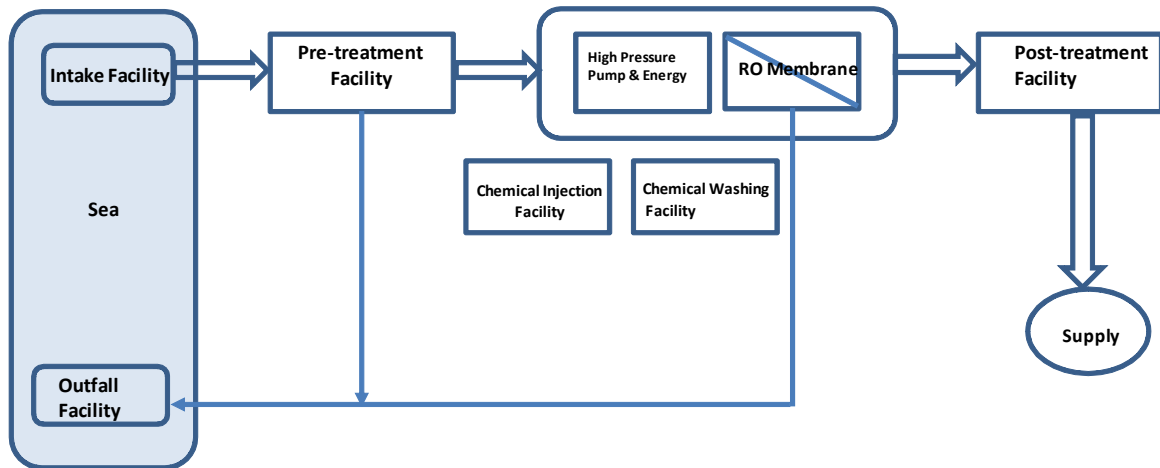 Intake Facility
Pre-treatment
Facility
High Pressure
Pump & Energy
RO Membrane
Post-treatment
Facility
Chemical Injection
Facility
Chemical Washing
Facility
Sea
Supply
Outfall
Facility